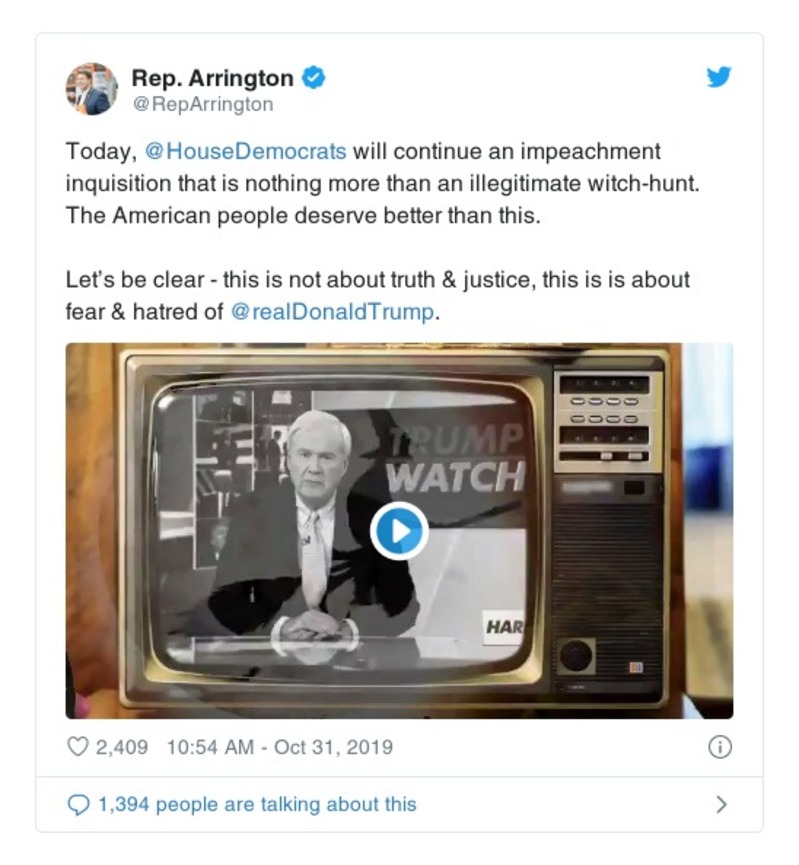 Rep. Arrington
@RepArrington
Today, @HouseDemocrats will continue an impeachment
inquisition that is nothing more than an illegitimate witch-hunt.
The American people deserve better than this.
Let's be clear - this is not about truth & justice, this is is about
fear & hatred of @realDonaldTrump.
TRUMP
WATCH
HAR
2,409 10:54 AM - Oct 31, 2019
1,394 people are talking about this